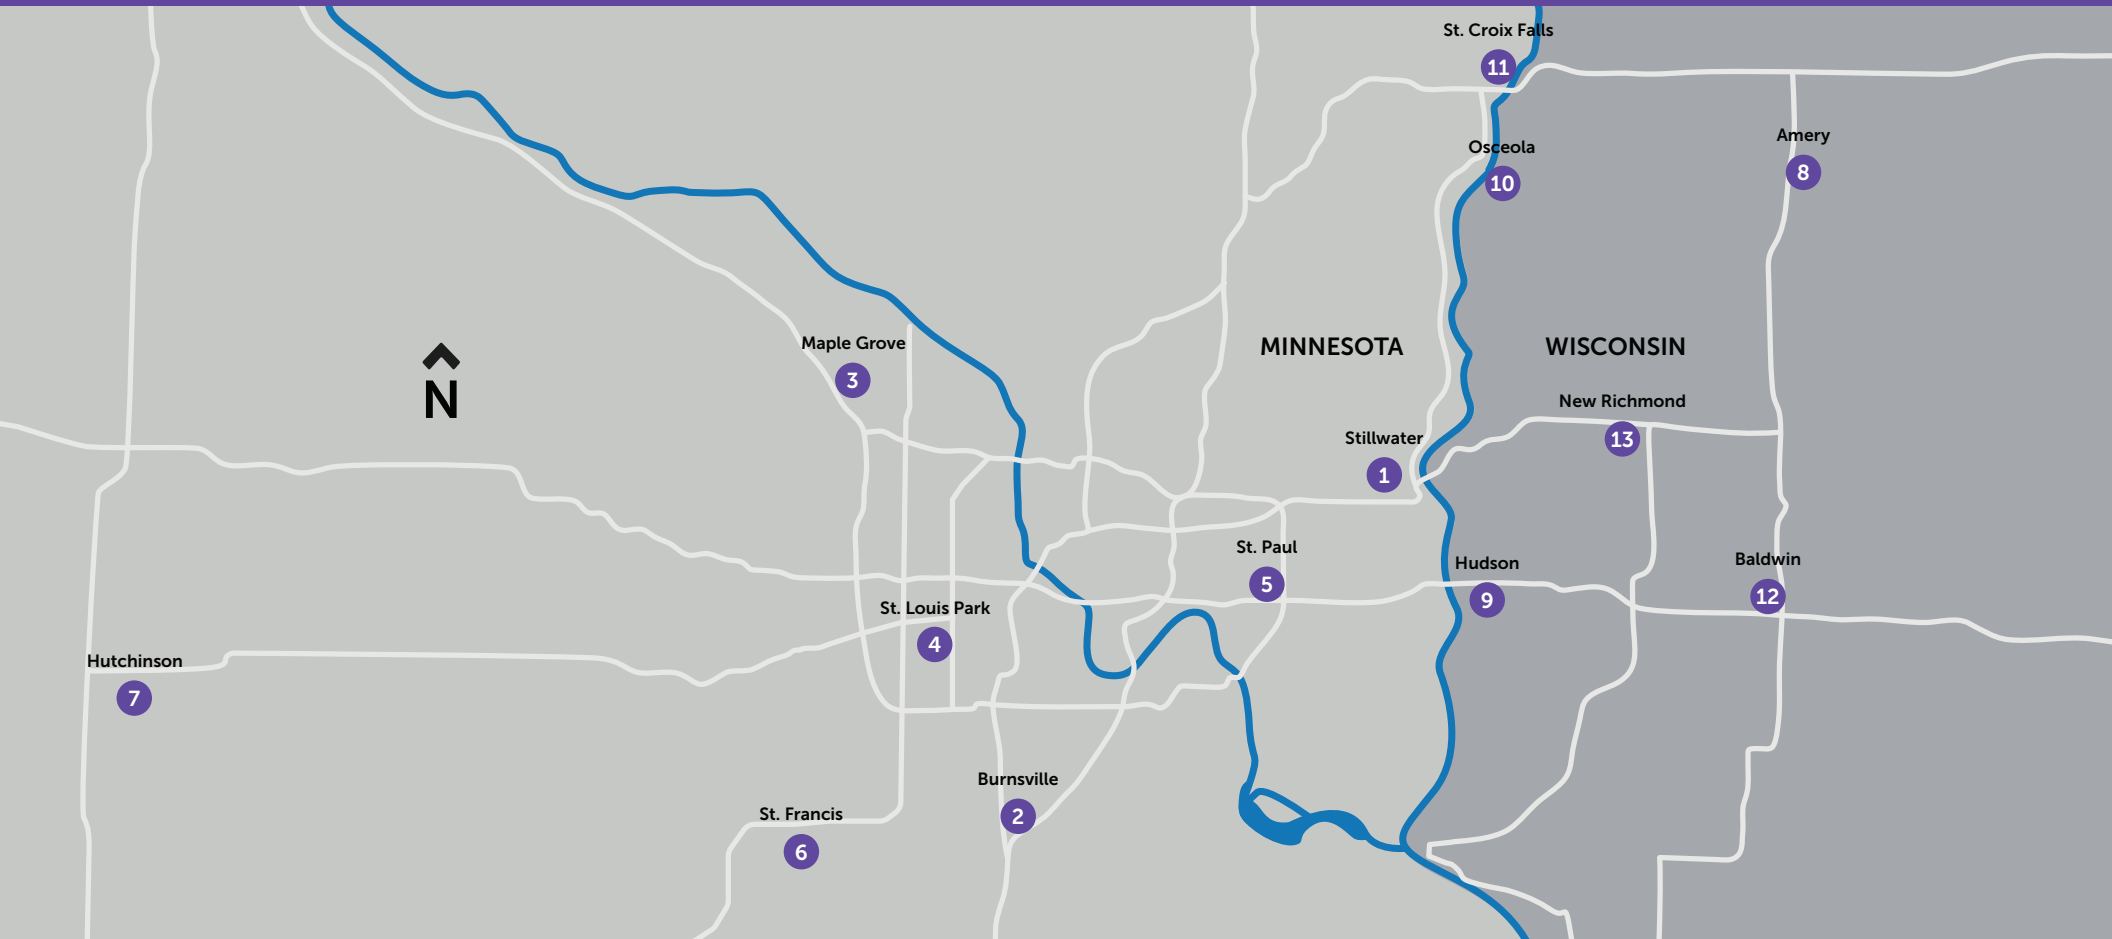 St. Croix Falls
11
Osceola
10
Amery
8
Maple Grove
3
MINNESOTA
WISCONSIN
N
New Richmond
13
Stillwater
1
St. Paul
5
Hudson
9
Baldwin
12
St. Louis Park
4
Hutchinson
7
Burnsville
2
St. Francis
6